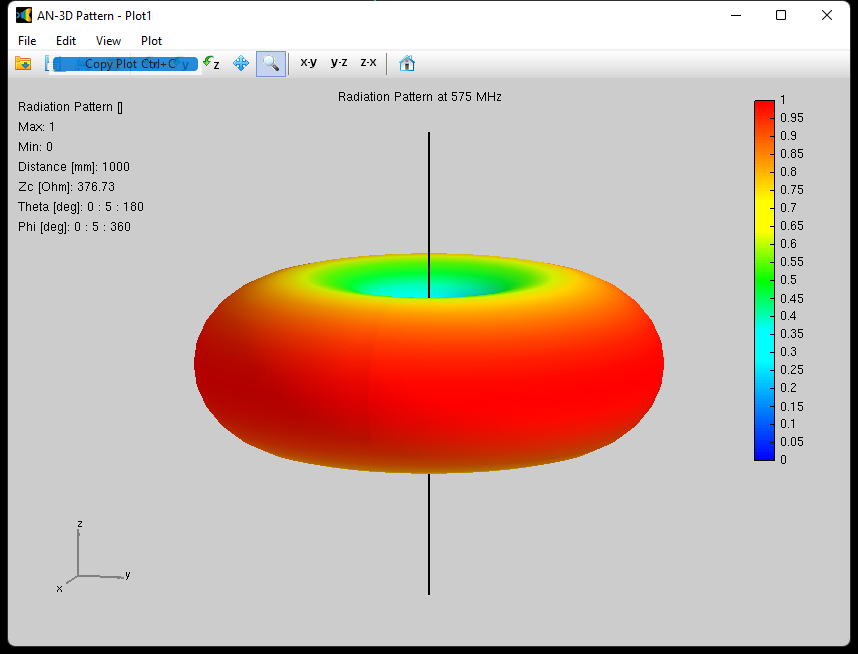 AN-3D Pattern - Plot1
File Edit View Plot
Copy Plot Ctrl+C y z x-y y-z z-x
Radiation Pattern at 575 MHz
Radiation Pattern []
Max: 1
Min: 0
Distance [mm]: 1000
Zc [Ohm]: 376.73
Theta [deg]: 0 : 5 : 180
Phi [deg]: 0 : 5 : 360
1
0.95
0.9
0.85
0.8
0.75
0.7
0.65
0.6
0.55
0.5
0.45
0.4
0.35
0.3
0.25
0.2
0.15
0.1
0.05
0
z
y
x